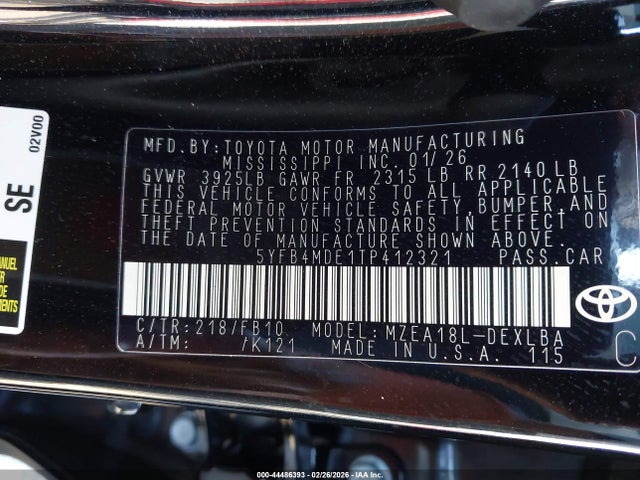 MFD.BY:TOYOTA MOTOR MANUFACTURING
MISSISSIPPI INC. 01/26
GVWR 3925LB GAWR FR 2315 LB RR 2140 LB
THIS VEHICLE CONFORMS TO ALL APPLICABLE
FEDERAL MOTOR VEHICLE SAFETY,BUMPER,AND
THEFT PREVENTION STANDARDS IN EFFECT ON
THE DATE OF MANUFACTURE SHOWN ABOVE.
5YFB4MDE1TP412321 PASS.CAR
C/TR:218/FB10 MODEL:MZEA18L-DEXLBA
A/TM: /K121 MADE IN U.S.A. 115
C
SE
02V00
000-44486393 - 02/26/2026 - IAA Inc.